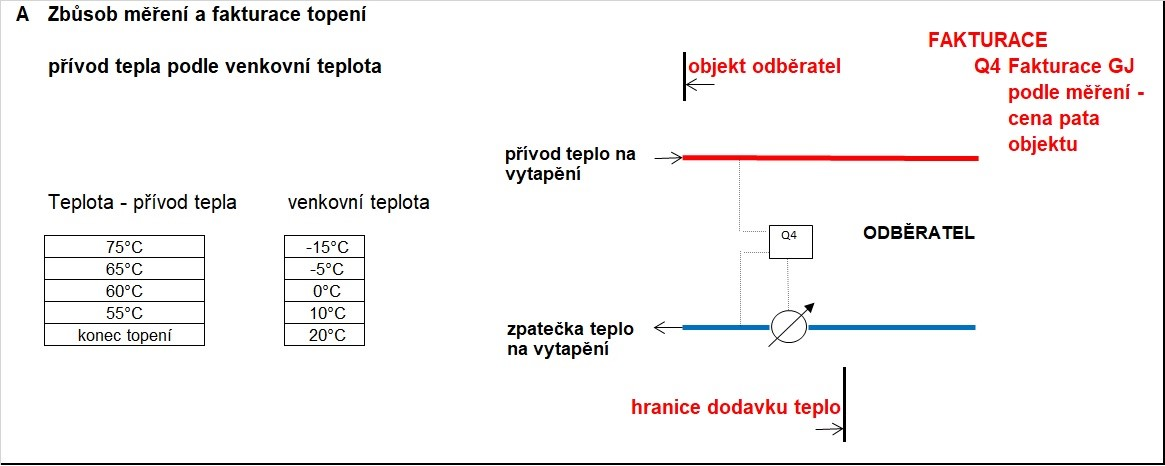 A Zbůsob měření a fakturace topení
přívod tepla podle venkovní teplota
FAKTURACE
objekt odběratel
Q4 Fakturace GJ
podle měření -
cena pata
objektu
přívod teplo na
vytapění
Teplota - přívod tepla venkovní teplota
75°C -15°C
65°C -5°C
60°C 0°C
55°C 10°C
konec topení 20°C
Q4
ODBĚRATEL
zpatečka teplo
na vytapění
hranice dodavku teplo